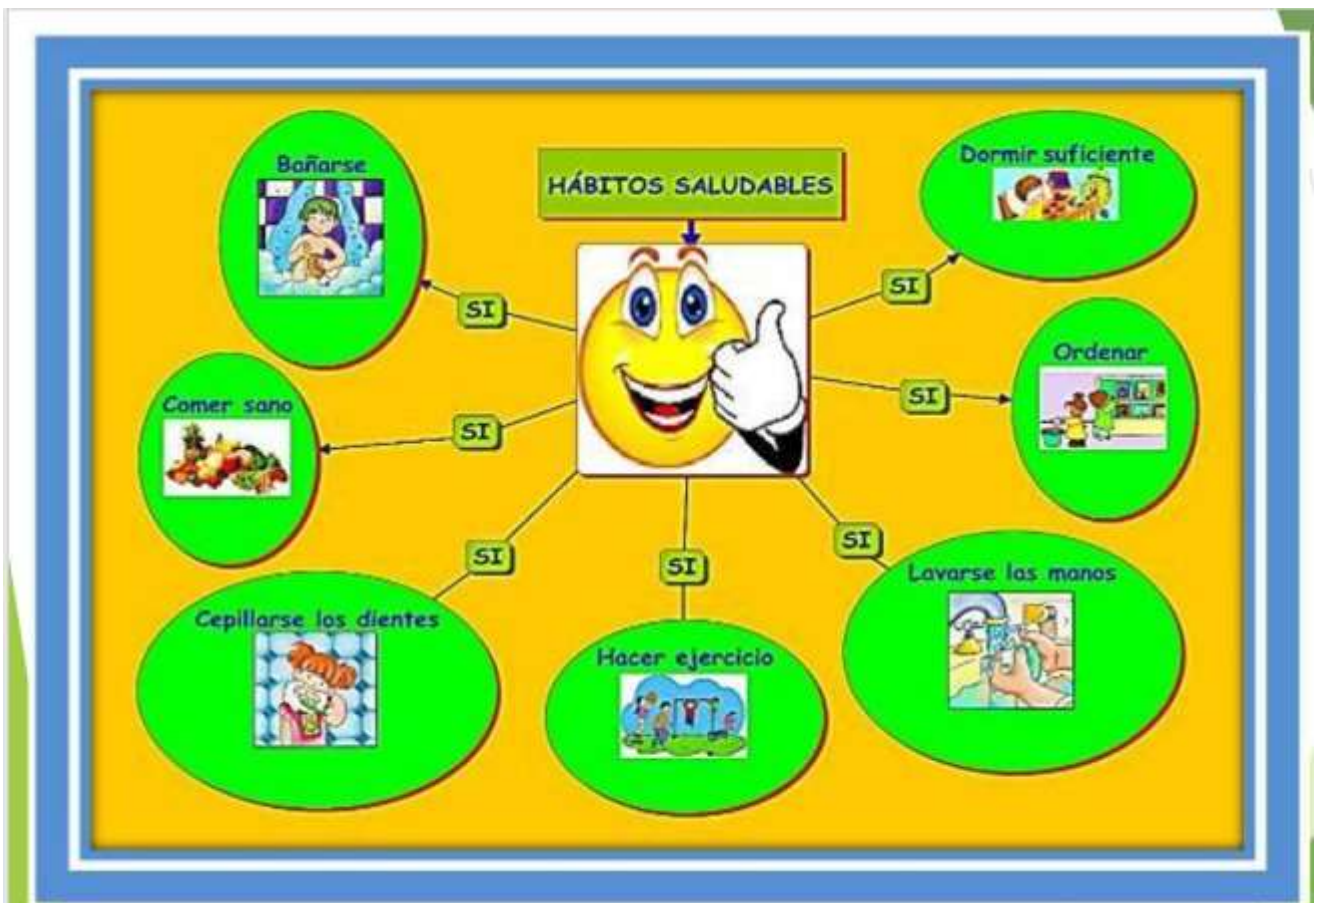 HÁBITOS SALUDABLES
Bañarse
Dormir suficiente
SI
SI
Ordenar
SI
Comer sano
SI
SI
SI
SI
Lavarse las manos
Cepillarse los dientes
Hacer ejercicio